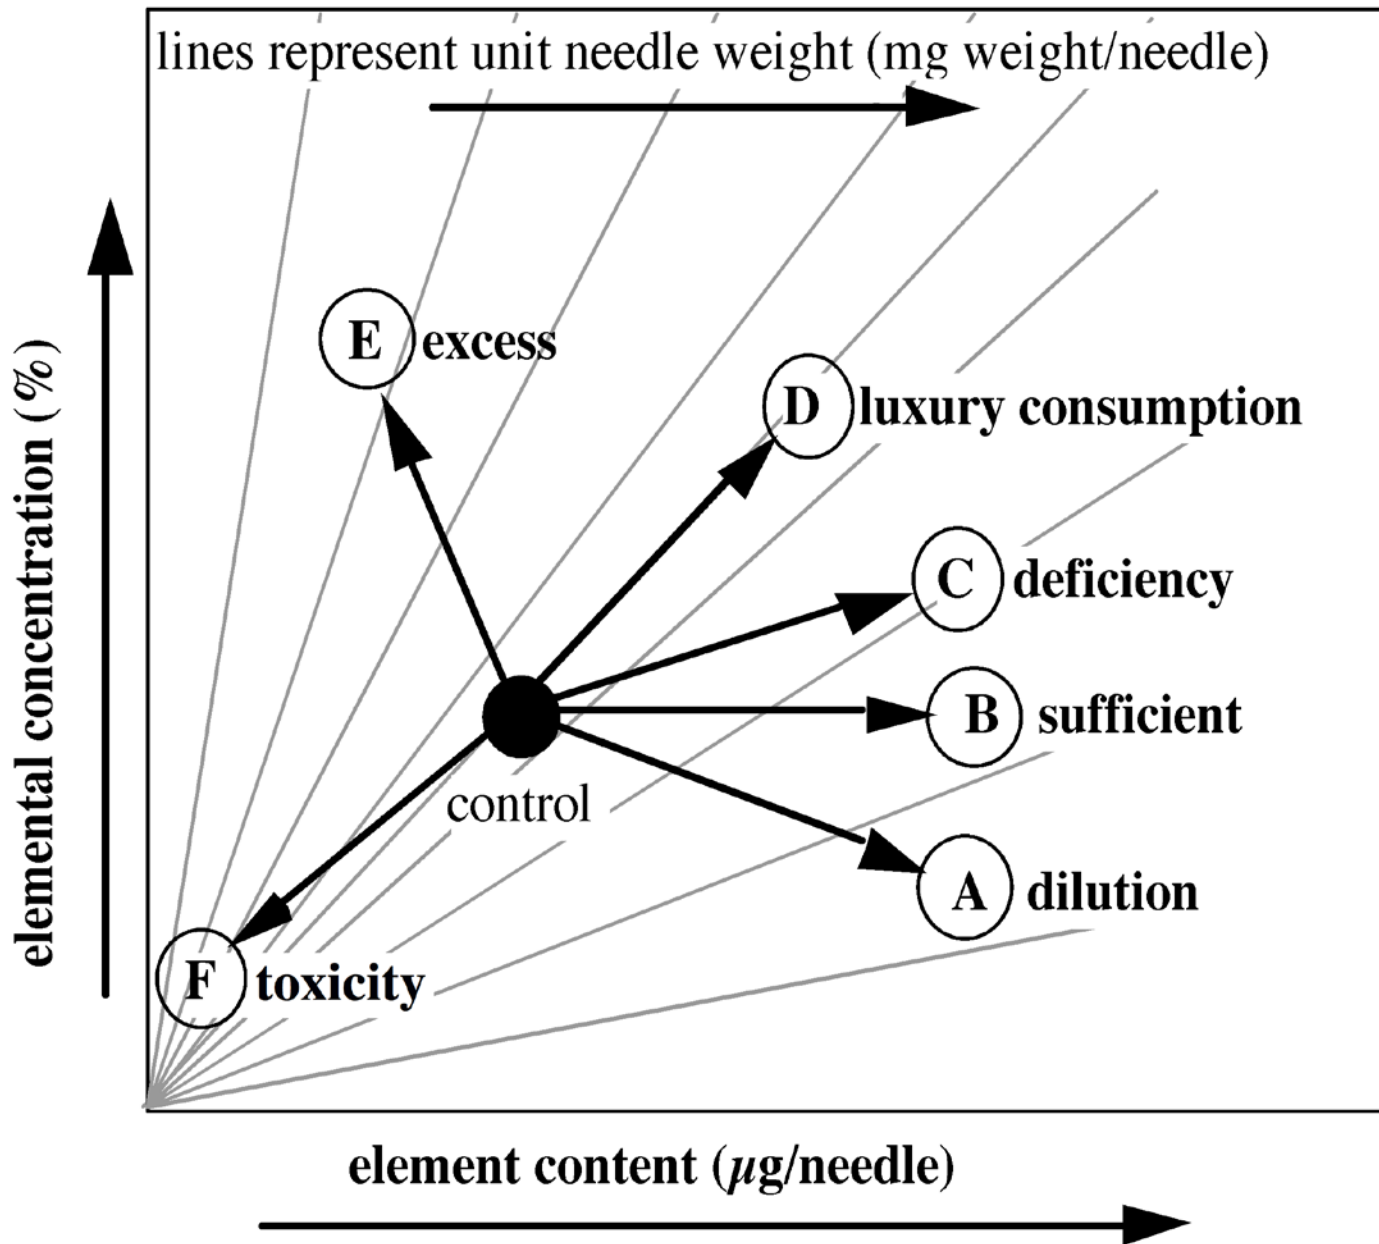 lines represent unit needle weight (mg weight/needle)
elemental concentration (%)
E excess
D luxury consumption
C deficiency
B sufficient
control
A dilution
F toxicity
element content (µg/needle)